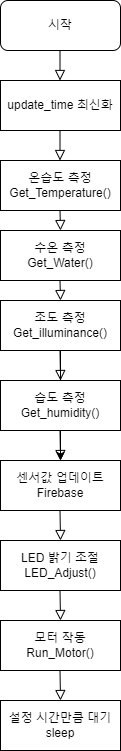 시작
update_time 최신화
온습도 측정
Get_Temperature()
수온 측정
Get_Water()
조도 측정
Get_illuminance()
습도 측정
Get_humidity()
센서값 업데이트
Firebase
LED 밝기 조절
LED_Adjust()
모터 작동
Run_Motor()
설정 시간만큼 대기
sleep